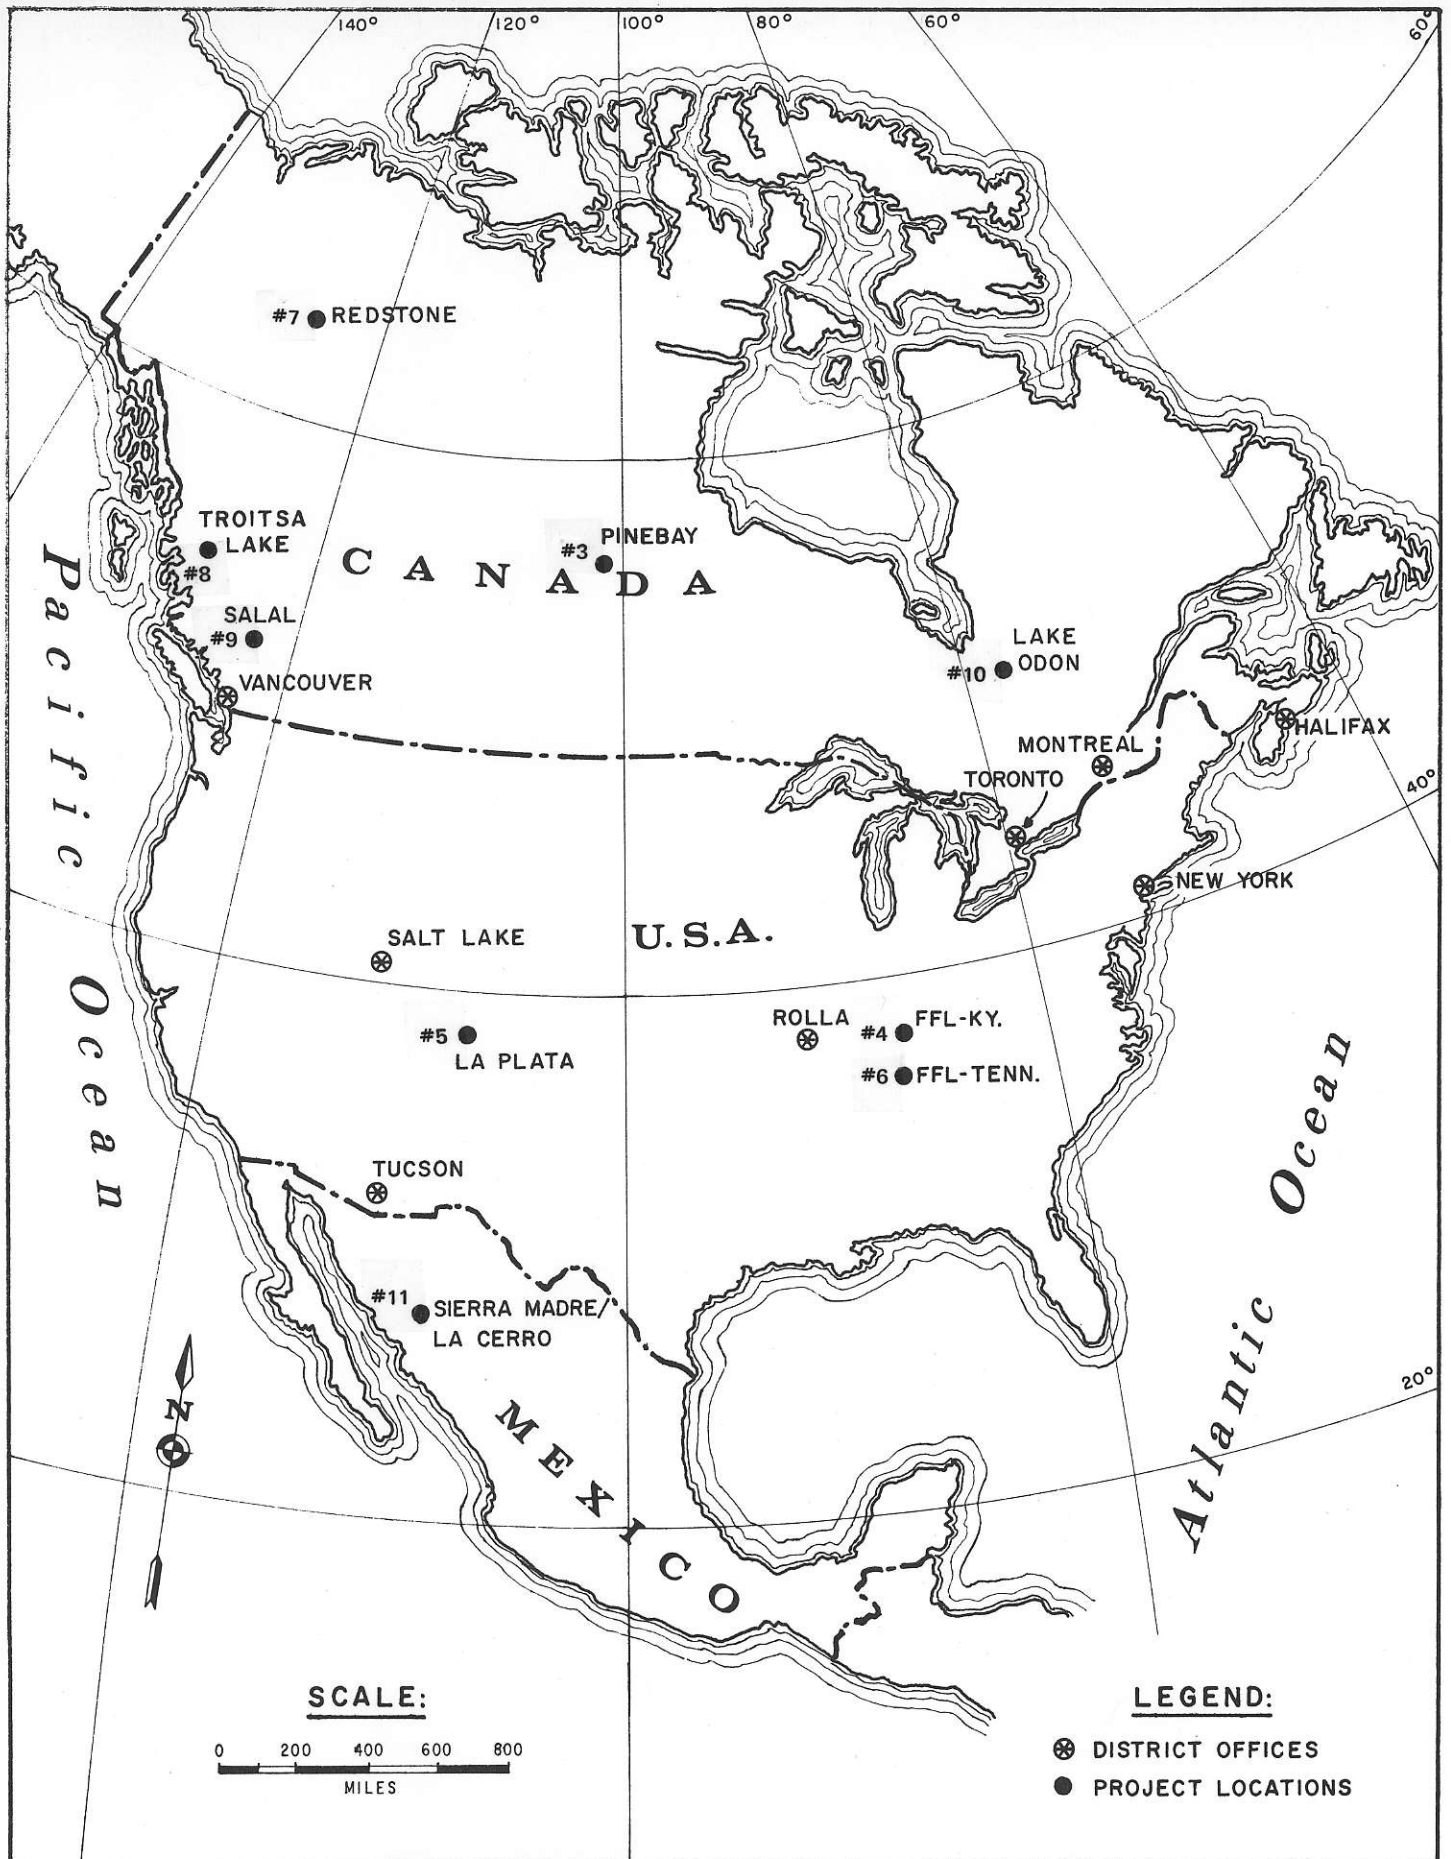 140°
120°
100°
80°
60°
60°
#7 REDSTONE
TROITSA
LAKE
#8
#3 PINEBAY
CANADA
SALAL
#9
LAKE
ODON
#10
VANCOUVER
HALIFAX
MONTREAL
TORONTO
40°
NEW YORK
Pacific Ocean
U.S.A.
SALT LAKE
#5
LA PLATA
ROLLA
#4 FFL-KY.
#6 FFL-TENN.
TUCSON
#11
SIERRA MADRE/
LA CERRO
Atlantic Ocean
20°
N
MEXICO
SCALE:
0 200 400 600 800
MILES
LEGEND:
DISTRICT OFFICES
PROJECT LOCATIONS